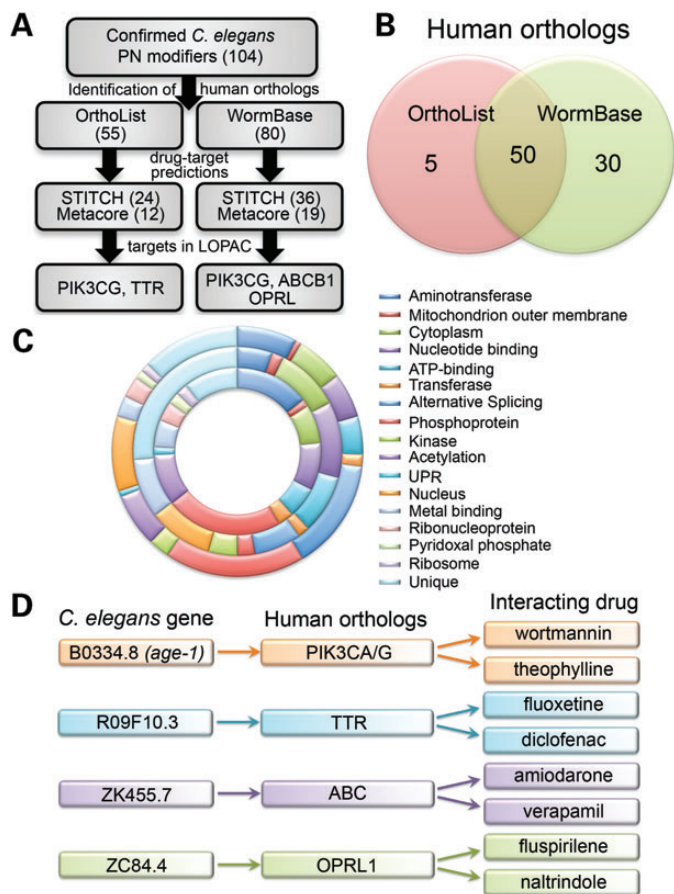 A
Confirmed C. elegans
PN modifiers (104)
Identification of human orthologs
OrthoList
(55)
WormBase
(80)
drug-target
predictions
STITCH (24)
Metacore (12)
STITCH (36)
Metacore (19)
targets in LOPAC
PIK3CG, TTR
PIK3CG, ABCB1
OPRL
B
Human orthologs
OrthoList
WormBase
5
50
30
C
Aminotransferase
Mitochondrion outer membrane
Cytoplasm
Nucleotide binding
ATP-binding
Transferase
Alternative Splicing
Phosphoprotein
Kinase
Acetylation
UPR
Nucleus
Metal binding
Ribonucleoprotein
Pyridoxal phosphate
Ribosome
Unique
D
C. elegans gene
Human orthologs
Interacting drug
B0334.8 (age-1)
PIK3CA/G
wortmannin
theophylline
R09F10.3
TTR
fluoxetine
diclofenac
ZK455.7
ABC
amiodarone
verapamil
ZC84.4
OPRL1
fluspirilene
naltrindole